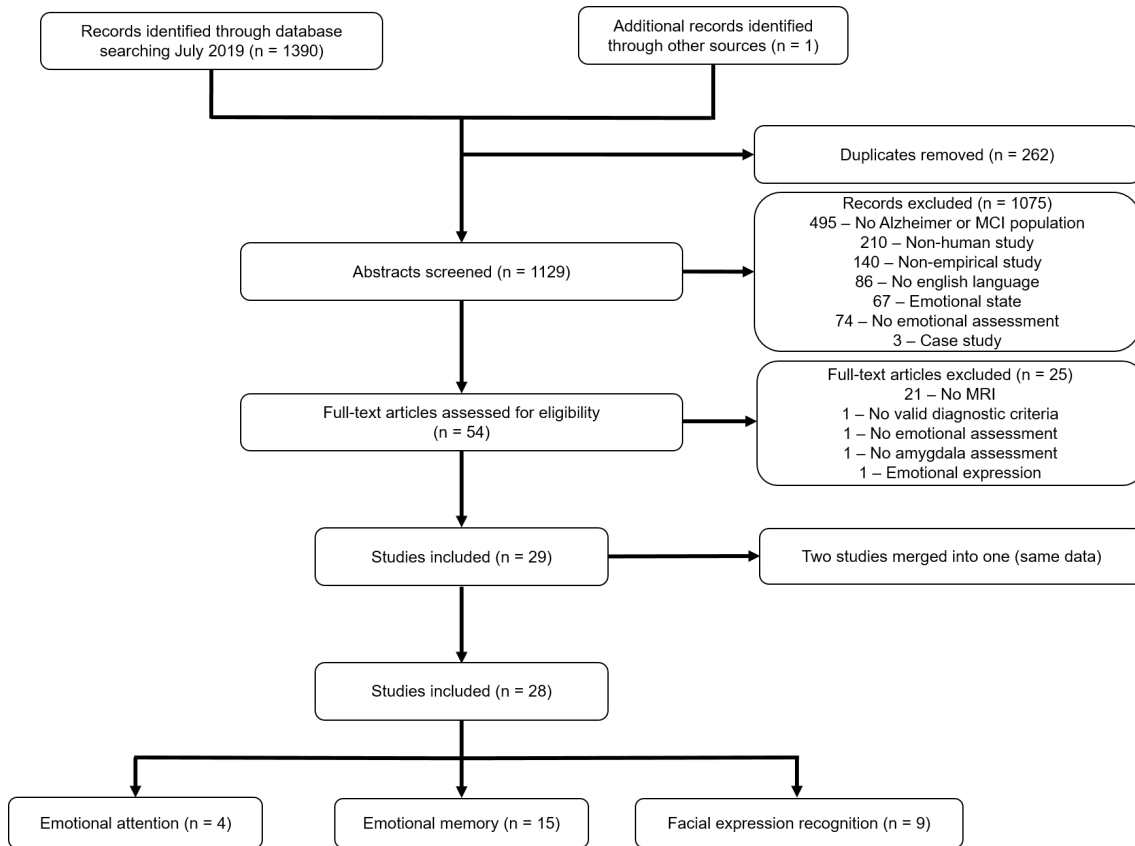 Records identified through database
searching July 2019 (n = 1390)
Additional records identified
through other sources (n = 1)
Duplicates removed (n = 262)
Records excluded (n = 1075)
495 – No Alzheimer or MCI population
210 – Non-human study
140 – Non-empirical study
86 – No english language
67 – Emotional state
74 – No emotional assessment
3 – Case study
Abstracts screened (n = 1129)
Full-text articles assessed for eligibility
(n = 54)
Full-text articles excluded (n = 25)
21 – No MRI
1 – No valid diagnostic criteria
1 – No emotional assessment
1 – No amygdala assessment
1 – Emotional expression
Studies included (n = 29)
Two studies merged into one (same data)
Studies included (n = 28)
Emotional attention (n = 4)
Emotional memory (n = 15)
Facial expression recognition (n = 9)